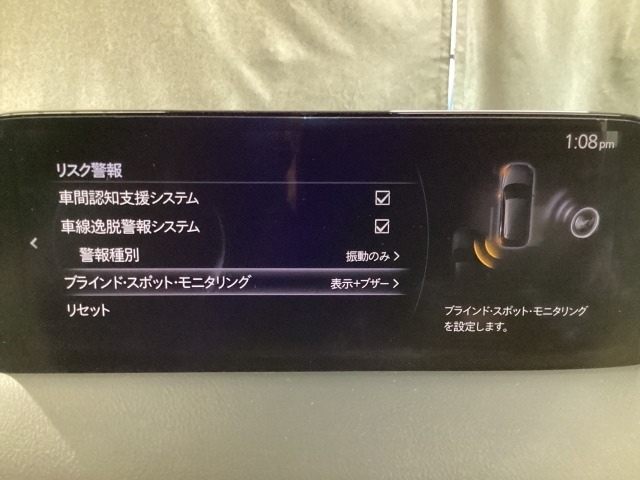 1:08 pm
リスク警報
車間認知支援システム
車線逸脱警報システム
警報種別 振動のみ
ブラインド・スポット・モニタリング 表示+ブザー
リセット
ブラインド・スポット・モニタリング
を設定します。